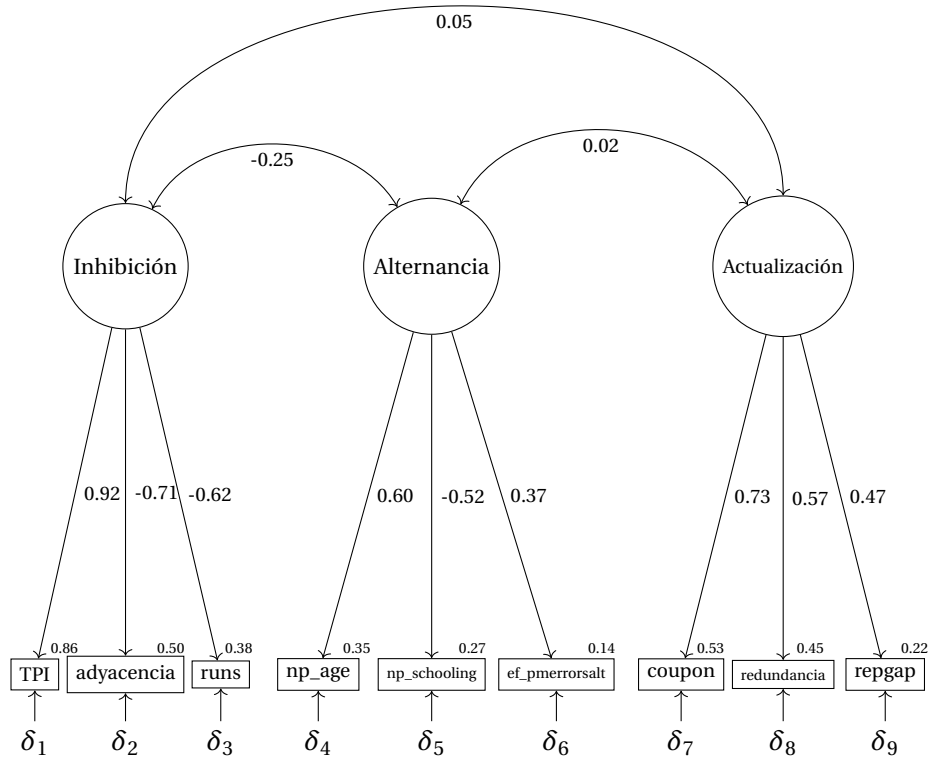 0.05
-0.25
0.02
Inhibición
Alternancia
Actualización
0.92
-0.71
-0.62
0.60
-0.52
0.37
0.73
0.57
0.47
0.86
0.50
0.38
0.35
0.27
0.14
0.53
0.45
0.22
TPI
adyacencia
runs
np_age
np_schooling
ef_pmerrorsalt
coupon
redundancia
repgap
δ1
δ2
δ3
δ4
δ5
δ6
δ7
δ8
δ9